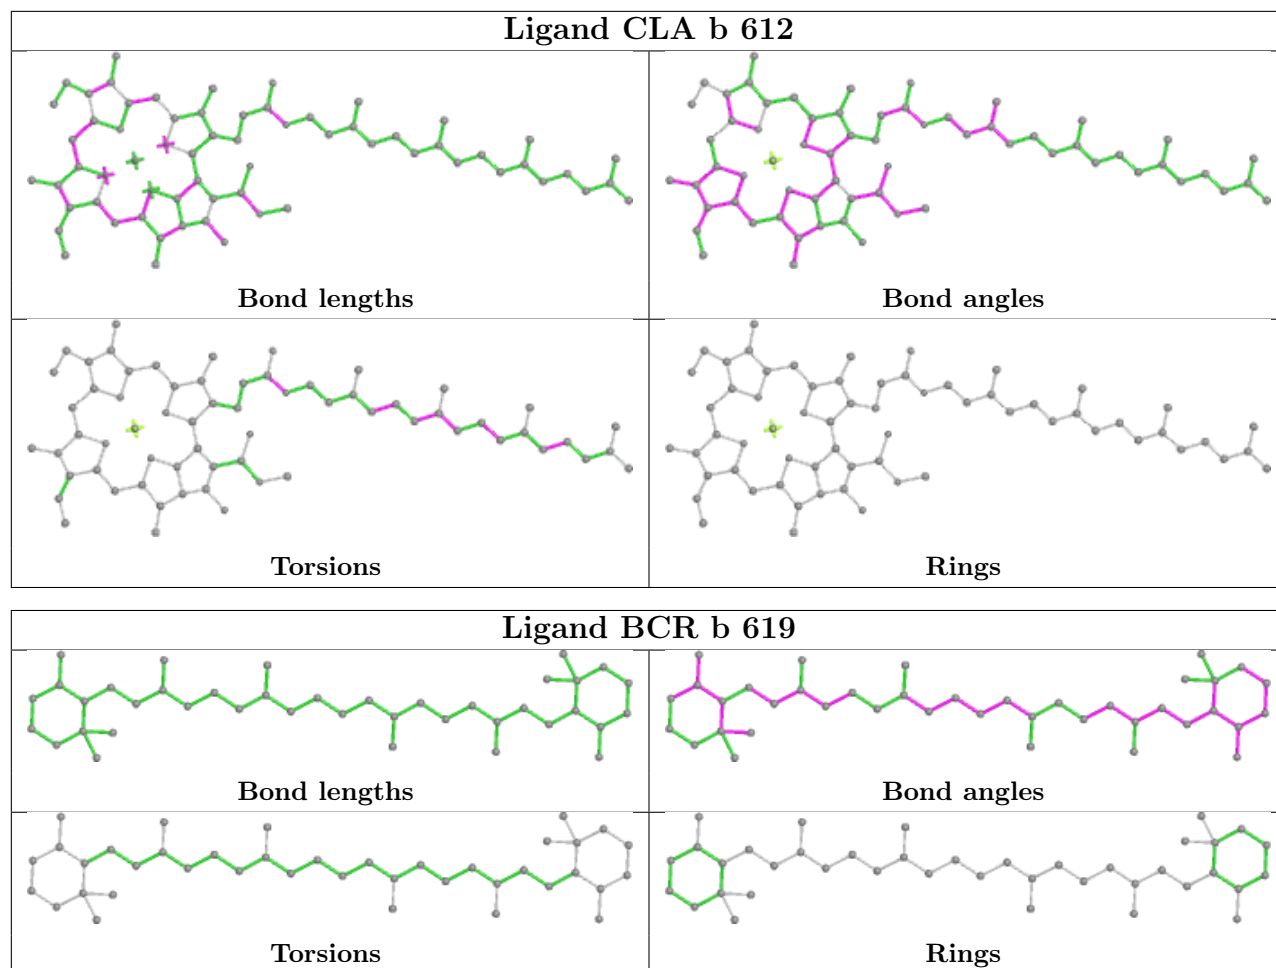 Ligand CLA b 612
Bond lengths
Bond angles
Torsions
Rings
Ligand BCR b 619
Bond lengths
Bond angles
Torsions
Rings